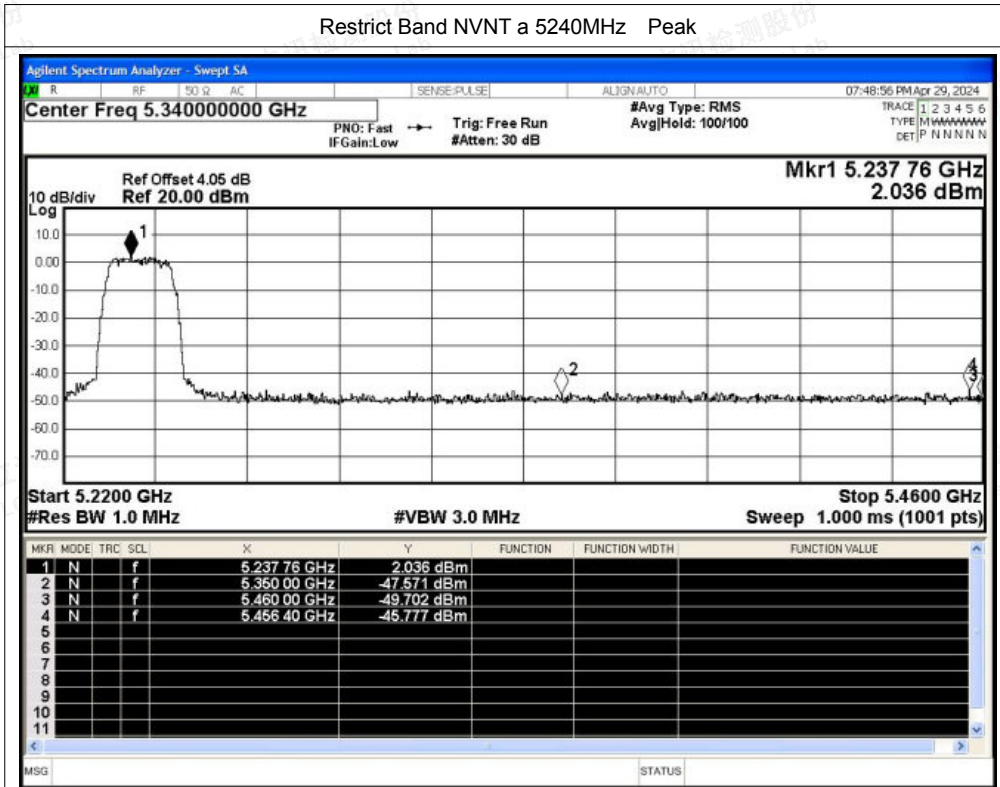 Restrict Band NVNT a 5240MHz Peak
Agilent Spectrum Analyzer - Swept SA
LXI R RF 50 Ω AC SENSE:PULSE ALIGN AUTO 07:48:56 PM Apr 29, 2024
Center Freq 5.340000000 GHz #Avg Type: RMS TRACE 1 2 3 4 5 6
PNO: Fast Trig: Free Run Avg|Hold: 100/100 TYPE M WWWWW
IFGain:Low #Atten: 30 dB DET P N N N N N
Mkr1 5.237 76 GHz
Ref Offset 4.05 dB
10 dB/div Ref 20.00 dBm 2.036 dBm
Log
10.0
1
0.00
-10.0
-20.0
-30.0
-40.0
2
4
3
-50.0
-60.0
-70.0
Start 5.2200 GHz Stop 5.4600 GHz
#Res BW 1.0 MHz #VBW 3.0 MHz Sweep 1.000 ms (1001 pts)
MKR MODE TRC SCL X Y FUNCTION FUNCTION WIDTH FUNCTION VALUE
1 N f 5.237 76 GHz 2.036 dBm
2 N f 5.350 00 GHz -47.571 dBm
3 N f 5.460 00 GHz -49.702 dBm
4 N f 5.456 40 GHz -45.777 dBm
5
6
7
8
9
10
11
MSG STATUS